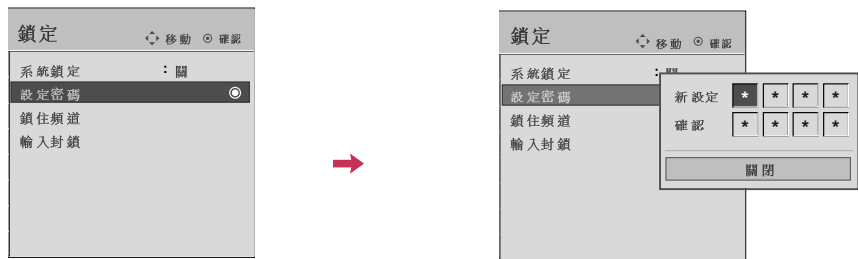 鎖定 移動 ⊙ 確認
系統鎖定 : 關
設定密碼
鎖住頻道
輸入封鎖
鎖定 移動 ⊙ 確認
系統鎖定 :
設定密碼
鎖住頻道
輸入封鎖
新設定 * * * *
確認 * * * *
關閉